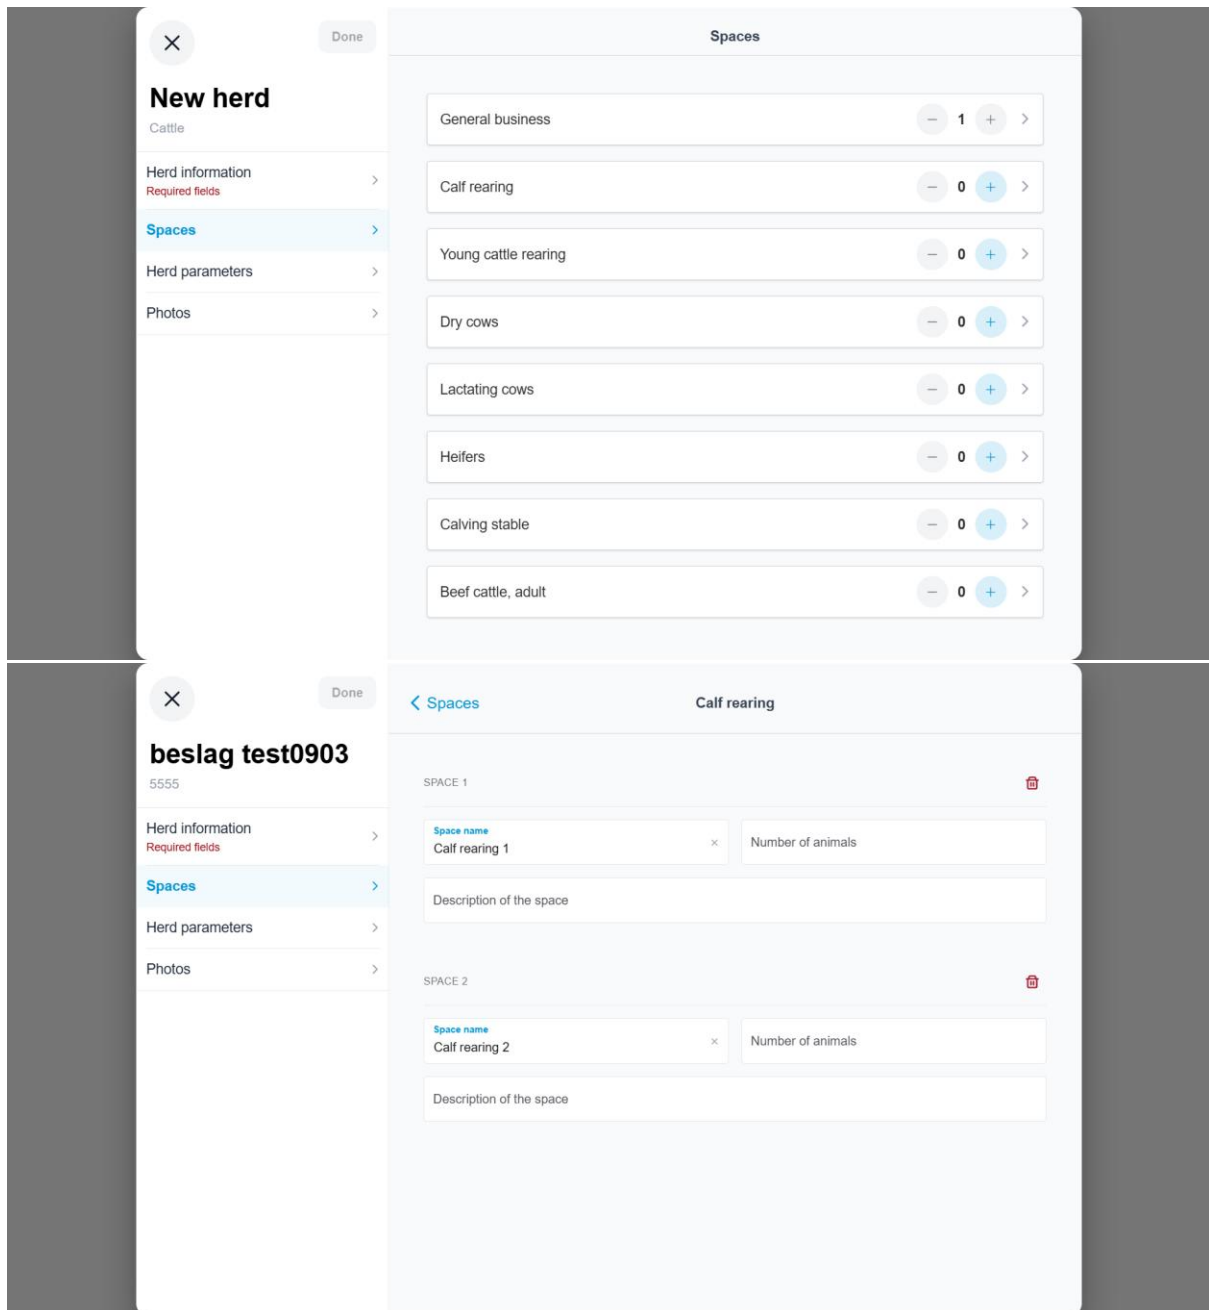 Done
New herd
Cattle
Herd information
Required fields
Spaces
Herd parameters
Photos
Spaces
General business
1
Calf rearing
0
Young cattle rearing
0
Dry cows
0
Lactating cows
0
Heifers
0
Calving stable
0
Beef cattle, adult
0
Done
beslag test0903
5555
Herd information
Required fields
Spaces
Herd parameters
Photos
Spaces
Calf rearing
SPACE 1
Space name
Calf rearing 1
Number of animals
Description of the space
SPACE 2
Space name
Calf rearing 2
Number of animals
Description of the space